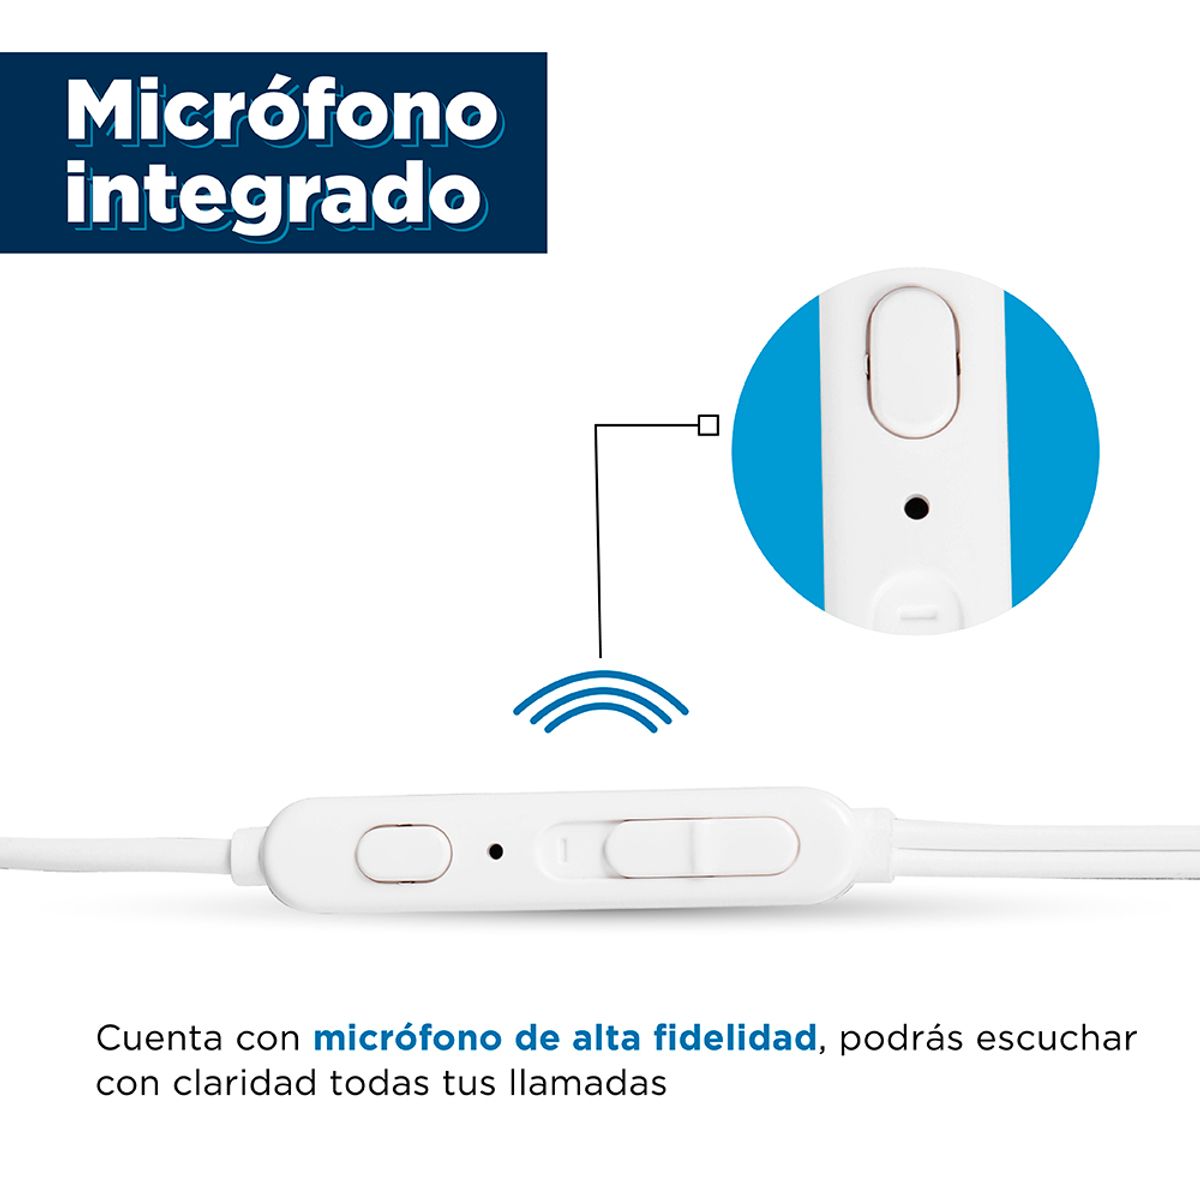 Micrófono
integrado
Cuenta con micrófono de alta fidelidad, podrás escuchar
con claridad todas tus llamadas